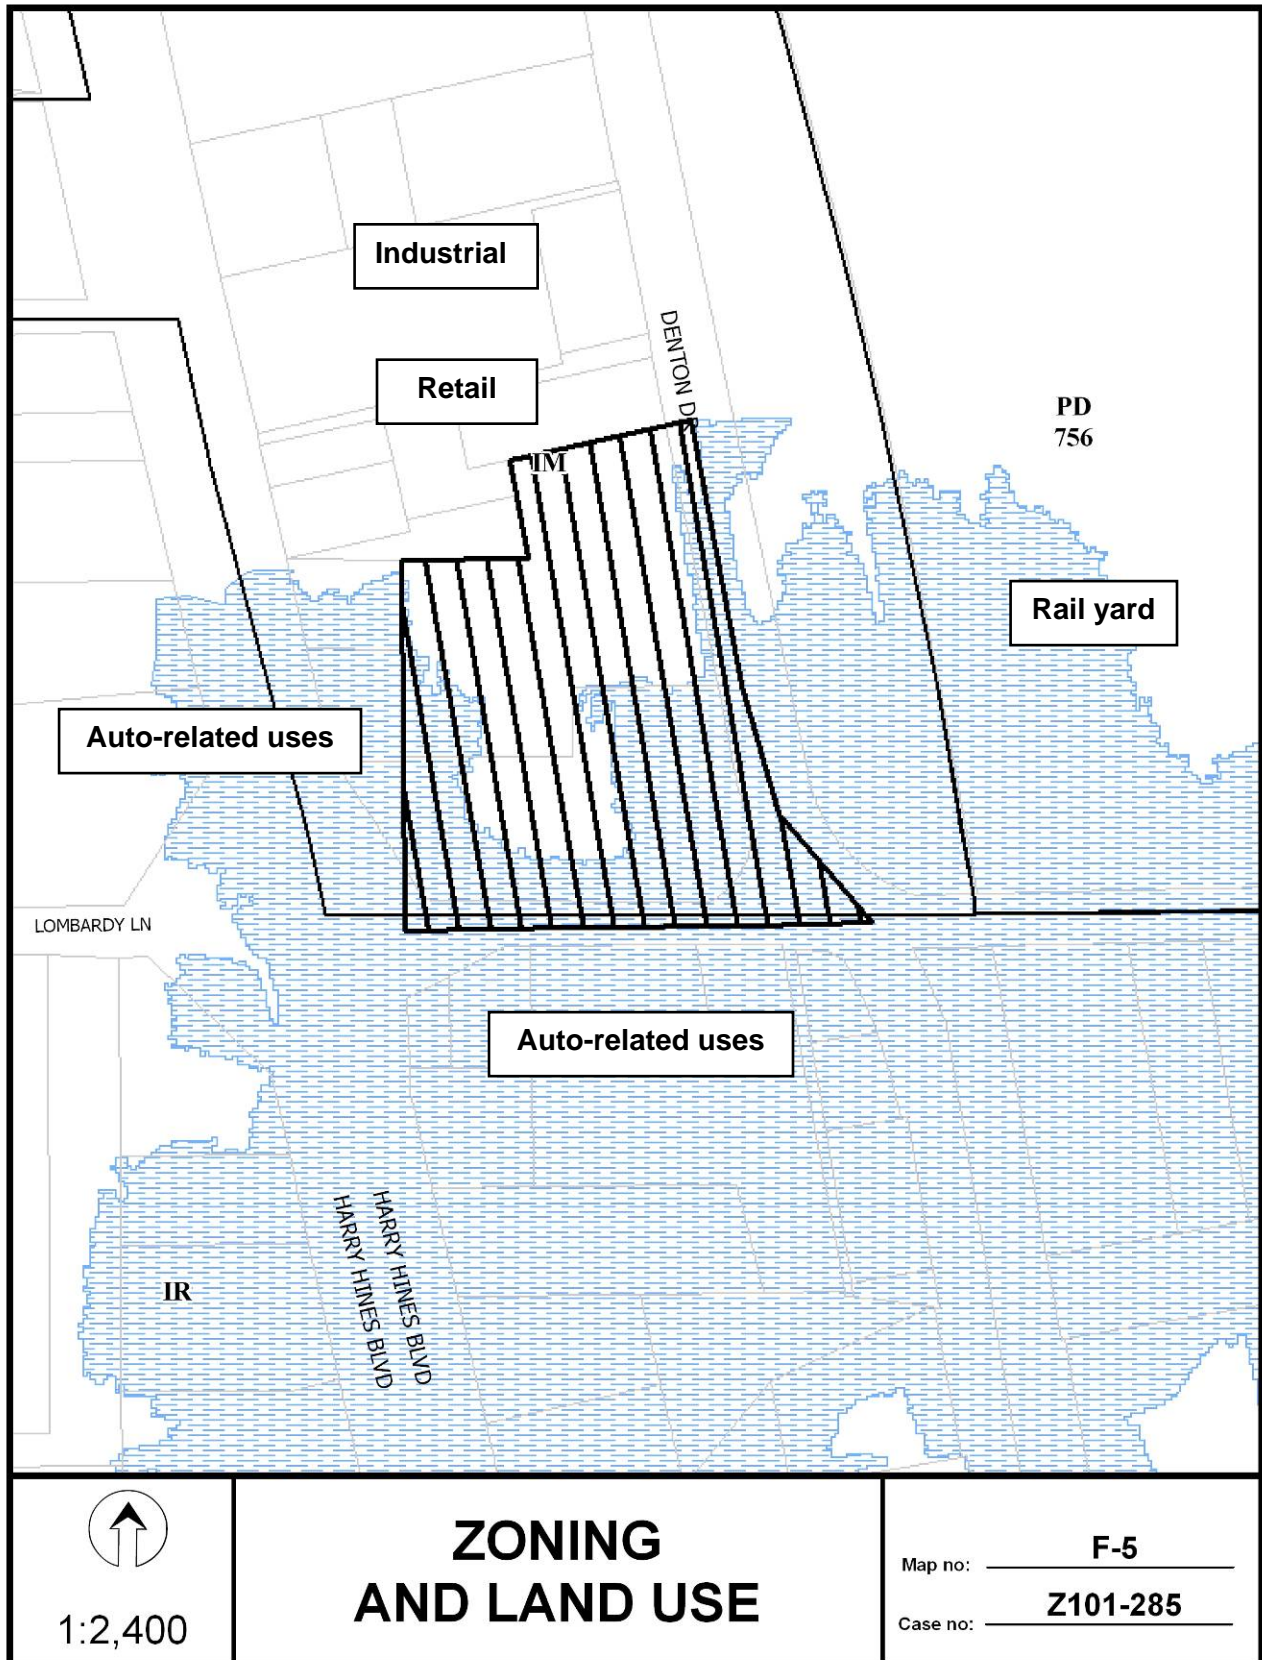 Industrial
DENTON DR
Retail
PD
756
IM
Rail yard
Auto-related uses
LOMBARDY LN
Auto-related uses
HARRY HINES BLVD
HARRY HINES BLVD
IR
1:2,400
ZONING
AND LAND USE
Map no: F-5
Case no: Z101-285